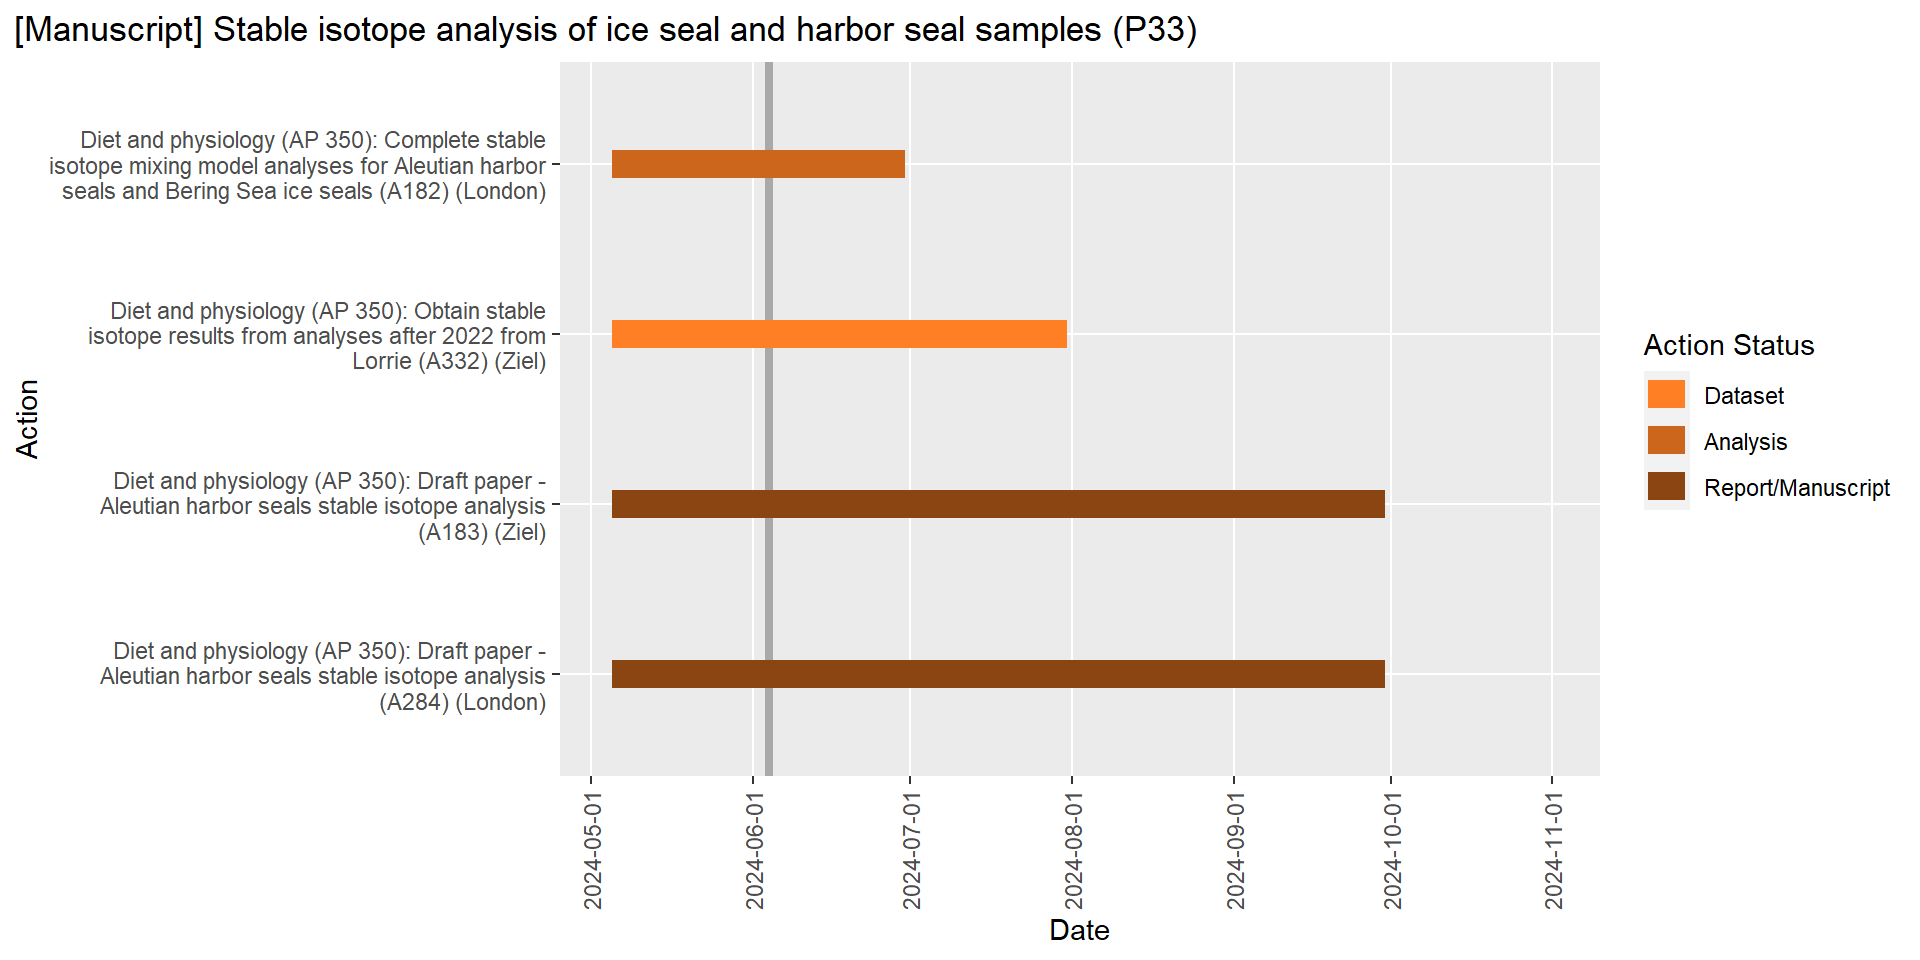 [Manuscript] Stable isotope analysis of ice seal and harbor seal samples (P33)
Diet and physiology (AP 350): Complete stable
isotope mixing model analyses for Aleutian harbor
seals and Bering Sea ice seals (A182) (London)
Diet and physiology (AP 350): Obtain stable
isotope results from analyses after 2022 from
Lorrie (A332) (Ziel)
Diet and physiology (AP 350): Draft paper -
Aleutian harbor seals stable isotope analysis
(A183) (Ziel)
Diet and physiology (AP 350): Draft paper -
Aleutian harbor seals stable isotope analysis
(A284) (London)
Action
2024-05-01
2024-06-01
2024-07-01
2024-08-01
2024-09-01
2024-10-01
2024-11-01
Date
Action Status
Dataset
Analysis
Report/Manuscript